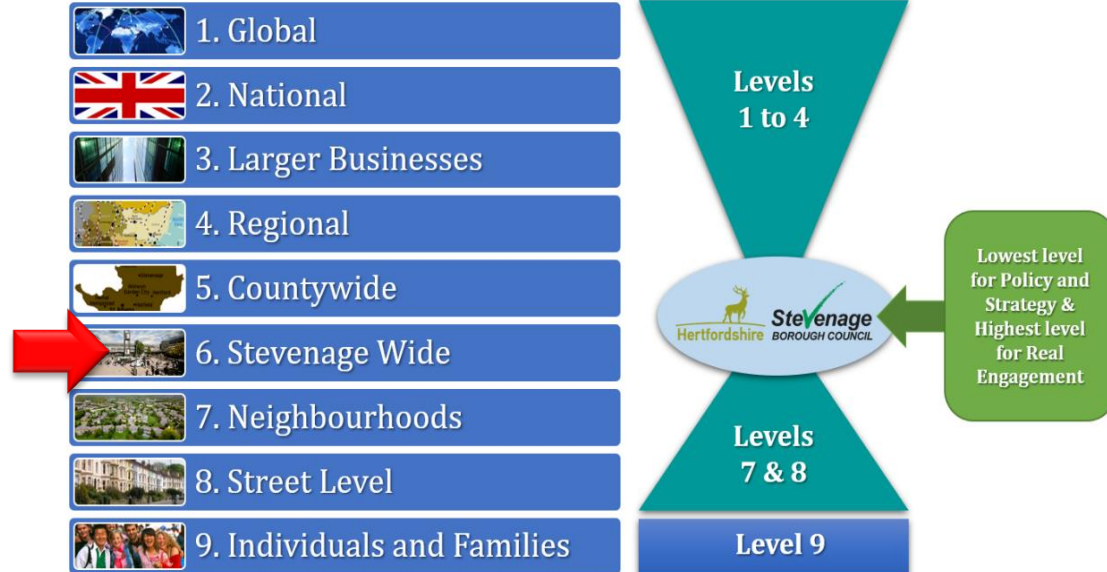 1. Global
2. National
3. Larger Businesses
4. Regional
5. Countywide
6. Stevenage Wide
7. Neighbourhoods
8. Street Level
9. Individuals and Families
Levels
1 to 4
Hertfordshire
Stevenage
BOROUGH COUNCIL
Levels
7 & 8
Level 9
Lowest level
for Policy and
Strategy &
Highest level
for Real
Engagement